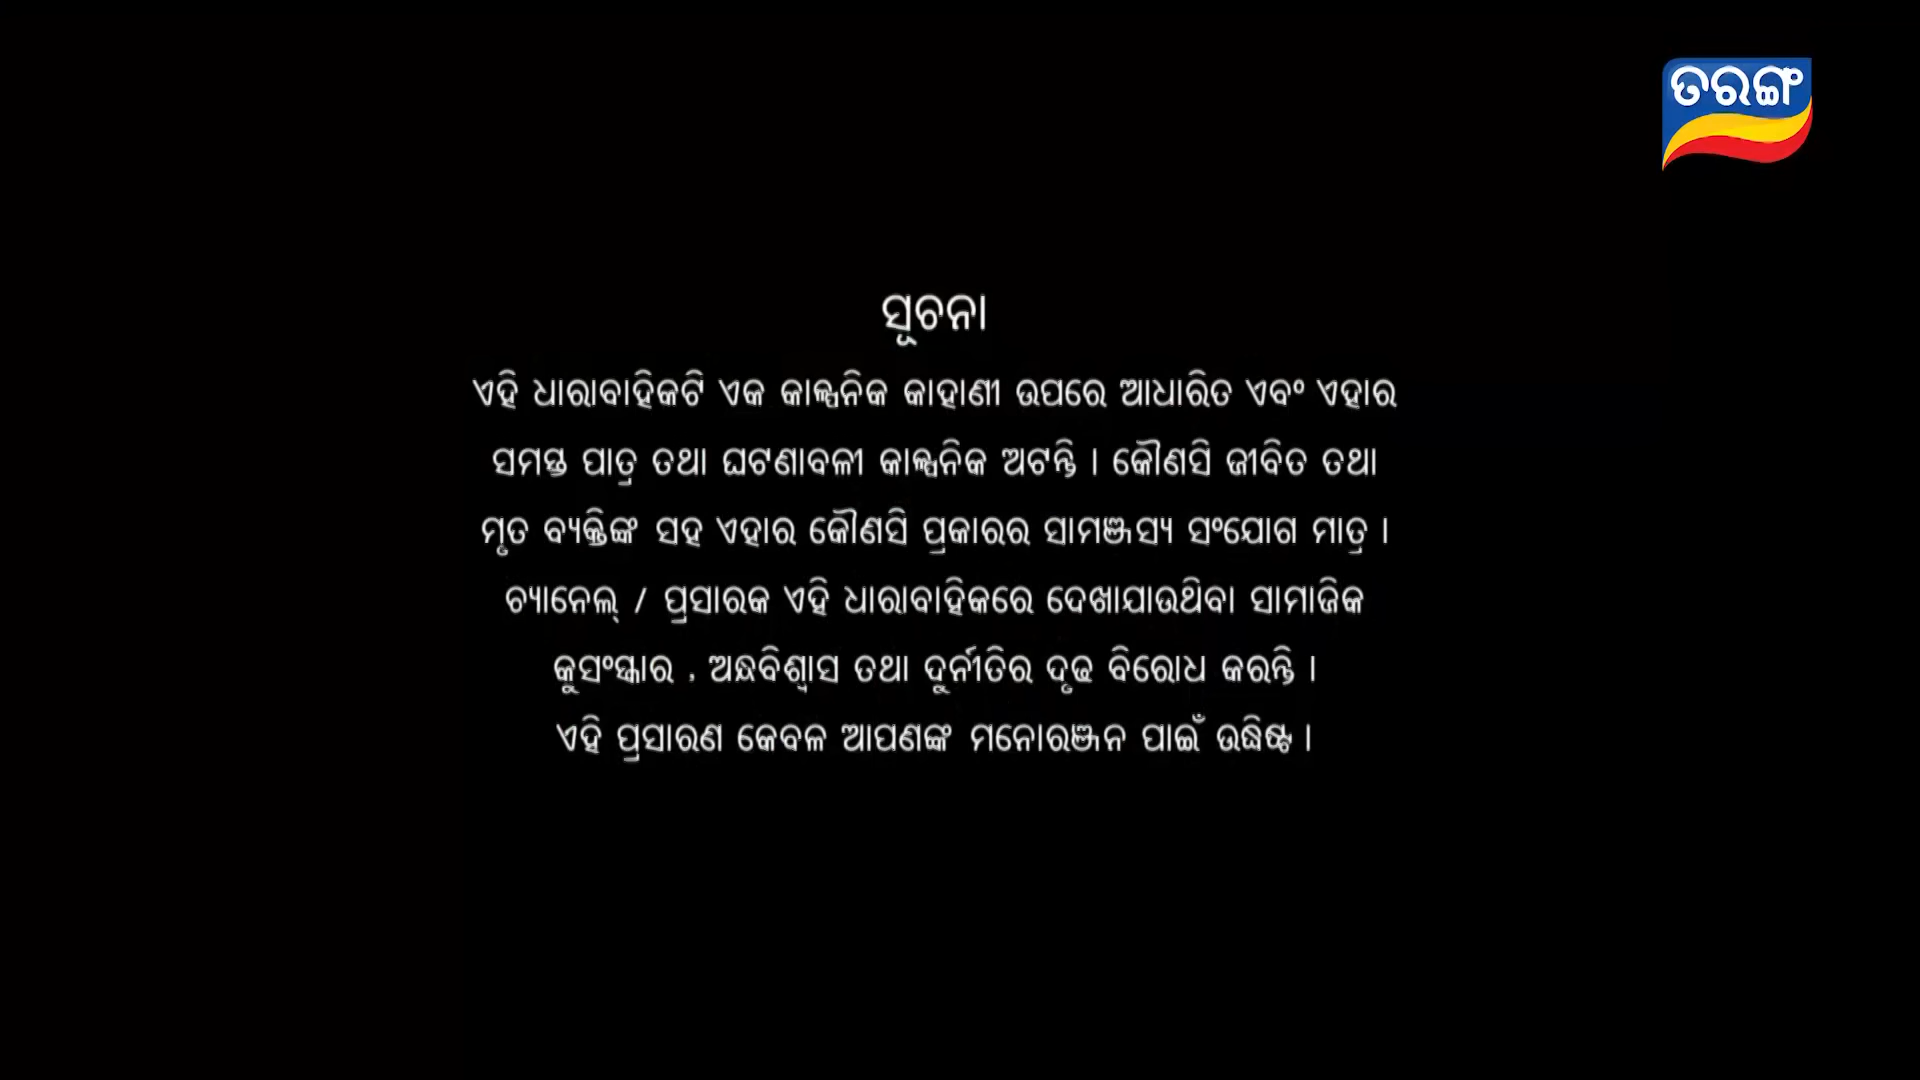 ତରଙ୍ଗ
ସୂଚନା
ଏହି ଧାରାବାହିକଟି ଏକ କାଳ୍ପନିକ କାହାଣୀ ଉପରେ ଆଧାରିତ ଏବଂ ଏହାର
ସମସ୍ତ ପାତ୍ର ତଥା ଘଟଣାବଳୀ କାଳ୍ପନିକ ଅଟନ୍ତି । କୌଣସି ଜୀବିତ ତଥା
ମୃତ ବ୍ୟକ୍ତିଙ୍କ ସହ ଏହାର କୌଣସି ପ୍ରକାରର ସାମଞ୍ଜସ୍ୟ ସଂଯୋଗ ମାତ୍ର ।
ଚ୍ୟାନେଲ୍ / ପ୍ରସାରକ ଏହି ଧାରାବାହିକରେ ଦେଖାଯାଉଥିବା ସାମାଜିକ
କୁସଂସ୍କାର , ଅନ୍ଧବିଶ୍ୱାସ ତଥା ଦୁର୍ନୀତିର ଦୃଢ ବିରୋଧ କରନ୍ତି ।
ଏହି ପ୍ରସାରଣ କେବଳ ଆପଣଙ୍କ ମନୋରଞ୍ଜନ ପାଇଁ ଉଦ୍ଧିଷ୍ଟ ।